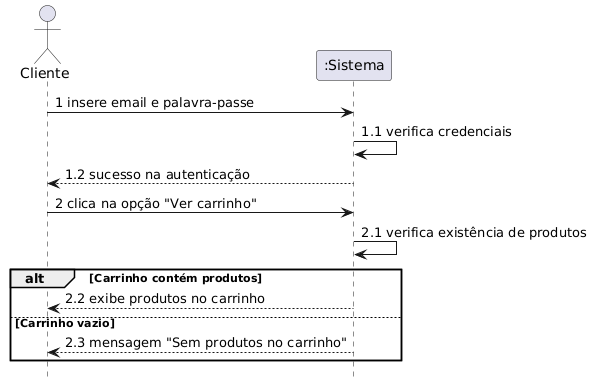 Cliente
:Sistema
1 insere email e palavra-passe
1.1 verifica credenciais
1.2 sucesso na autenticação
2 clica na opção "Ver carrinho"
2.1 verifica existência de produtos
alt [Carrinho contém produtos]
2.2 exibe produtos no carrinho
[Carrinho vazio]
2.3 mensagem "Sem produtos no carrinho"